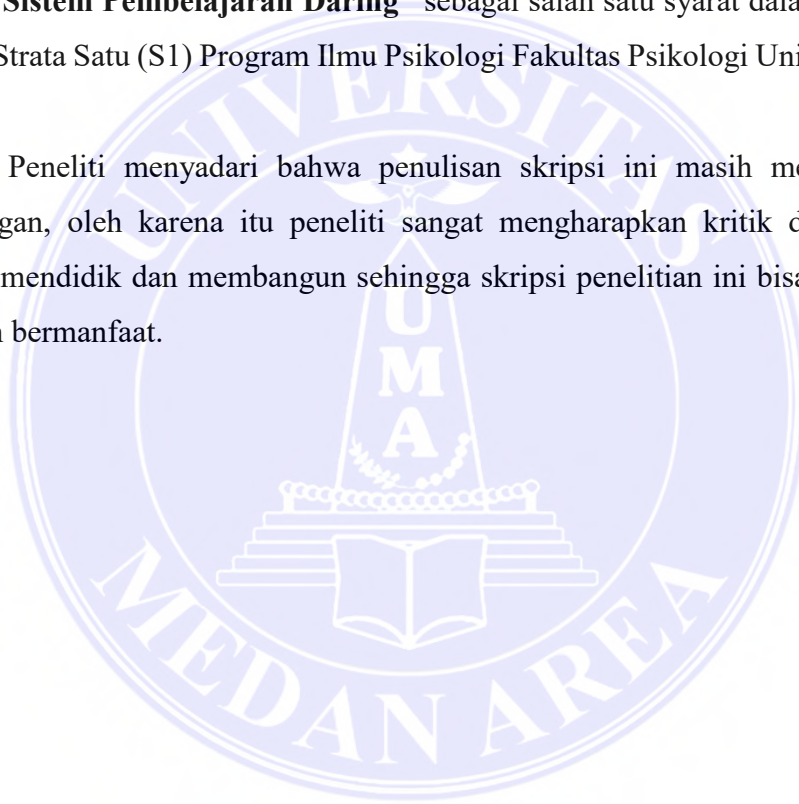 Sistem Pembelajaran Daring" sebagai salah satu syarat dala
Strata Satu (S1) Program Ilmu Psikologi Fakultas Psikologi Uni
Peneliti menyadari bahwa penulisan skripsi ini masih me
gan, oleh karena itu peneliti sangat mengharapkan kritik d
mendidik dan membangun sehingga skripsi penelitian ini bisa
bermanfaat.
UNIVERSITAS
U
M
A
MEDAN AREA